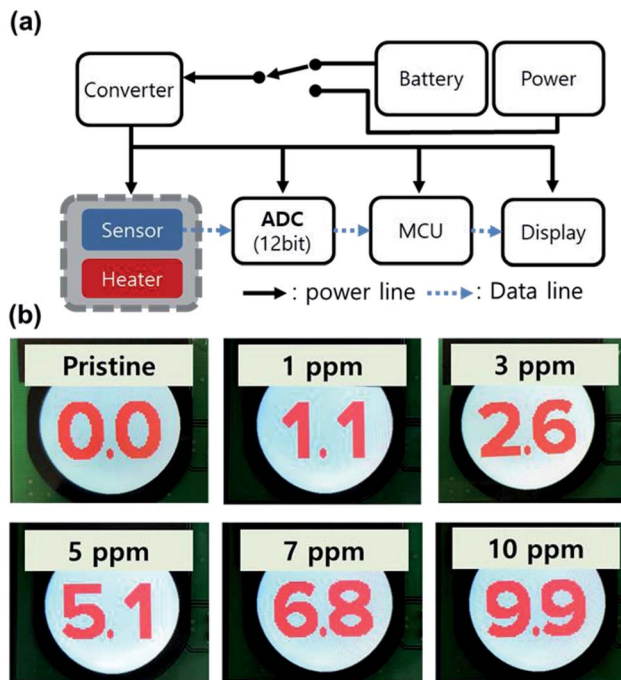 (a)
Converter
Battery
Power
Sensor
Heater
ADC
(12bit)
MCU
Display
: power line
: Data line
(b)
Pristine
1 ppm
3 ppm
0.0
1.1
2.6
5 ppm
7 ppm
10 ppm
5.1
6.8
9.9